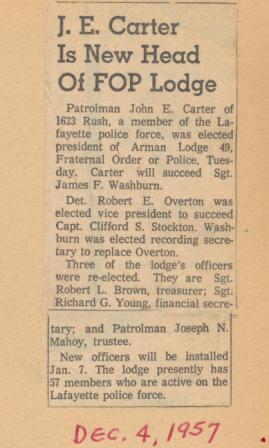 J. E. Carter
Is New Head
Of FOP Lodge
Patrolman John E. Carter of
1623 Rush, a member of the La-
fayette police force, was elected
president of Arman Lodge 49,
Fraternal Order or Police, Tues-
day. Carter will succeed Sgt.
James F. Washburn.
Det. Robert E. Overton was
elected vice president to succeed
Capt. Clifford S. Stockton. Wash-
burn was elected recording secre-
tary to replace Overton.
Three of the lodge's officers
were re-elected. They are Sgt.
Robert L. Brown, treasurer; Sgt.
Richard G. Young, financial secre-
tary; and Patrolman Joseph N.
Mahoy, trustee.
New officers will be installed
Jan. 7. The lodge presently has
57 members who are active on the
Lafayette police force.
DEC. 4, 1957